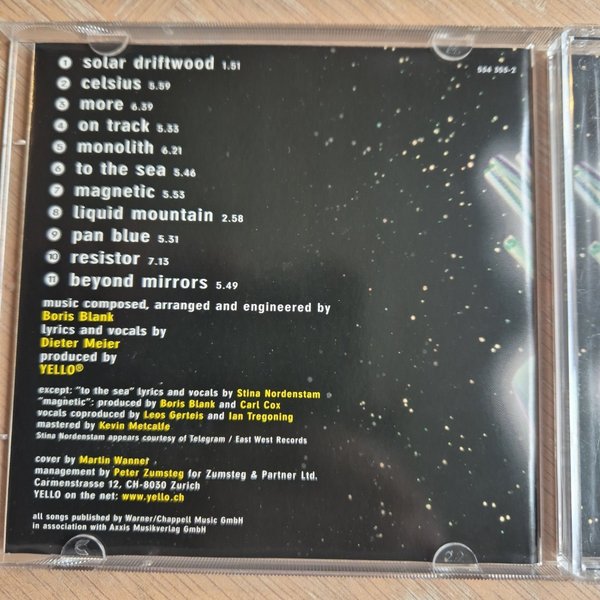 1 solar driftwood 1.51
554 555-2
2 celsius 5.59
3 more 6.39
4 on track 5.33
5 monolith 6.21
6 to the sea 5.46
7 magnetic 5.53
8 liquid mountain 2.58
9 pan blue 5.31
10 resistor 7.13
11 beyond mirrors 5.49
music composed, arranged and engineered by
Boris Blank
lyrics and vocals by
Dieter Meier
produced by
YELLO®
except: "to the sea" lyrics and vocals by Stina Nordenstam
"magnetic": produced by Boris Blank and Carl Cox
vocals coproduced by Leos Gerteis and Ian Tregoning
mastered by Kevin Metcalfe
Stina Nordenstam appears courtesy of Telegram / East West Records
cover by Martin Wanner
management by Peter Zumsteg for Zumsteg & Partner Ltd.
Carmenstrasse 12, CH-8030 Zurich
YELLO on the net: www.yello.ch
all songs published by Warner/Chappell Music GmbH
in association with Axxis Musikverlag GmbH